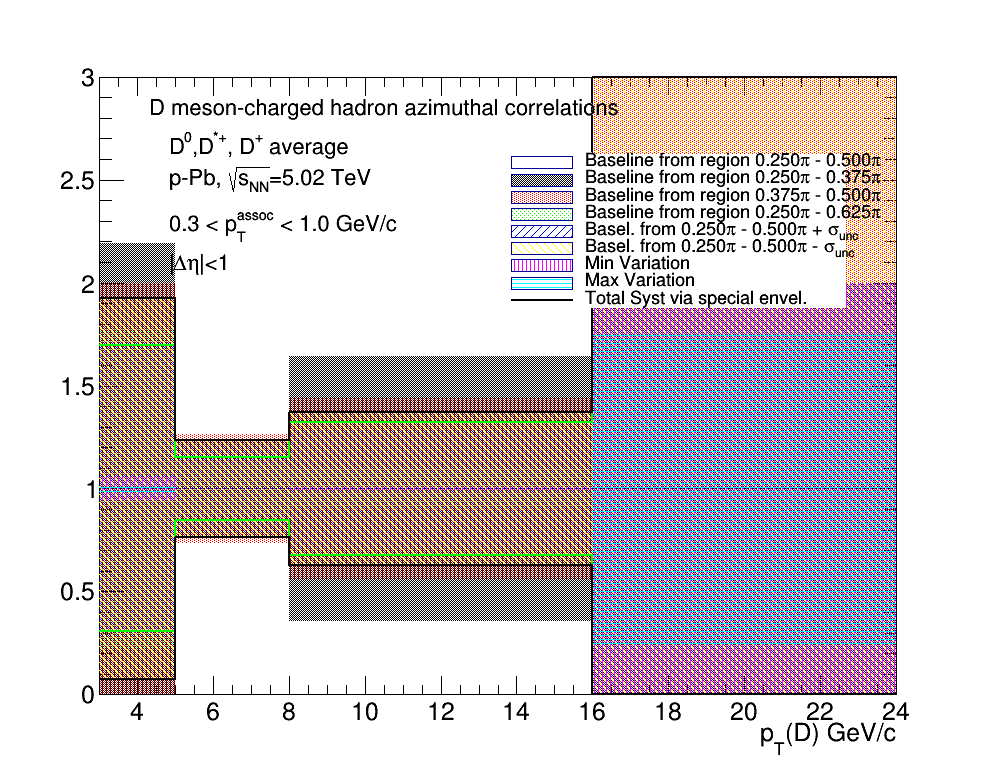 D meson-charged hadron azimuthal correlations
D⁰,D*⁺, D⁺ average
p-Pb, √sNN=5.02 TeV
0.3 < pTassoc < 1.0 GeV/c
Δη|<1
Baseline from region 0.250π - 0.500π
Baseline from region 0.250π - 0.375π
Baseline from region 0.375π - 0.500π
Baseline from region 0.250π - 0.625π
Basel. from 0.250π - 0.500π + σunc
Basel. from 0.250π - 0.500π - σunc
Min Variation
Max Variation
Total Syst via special envel.
3
2.5
2
1.5
1
0.5
0
4 6 8 10 12 14 16 18 20 22 24
pT(D) GeV/c